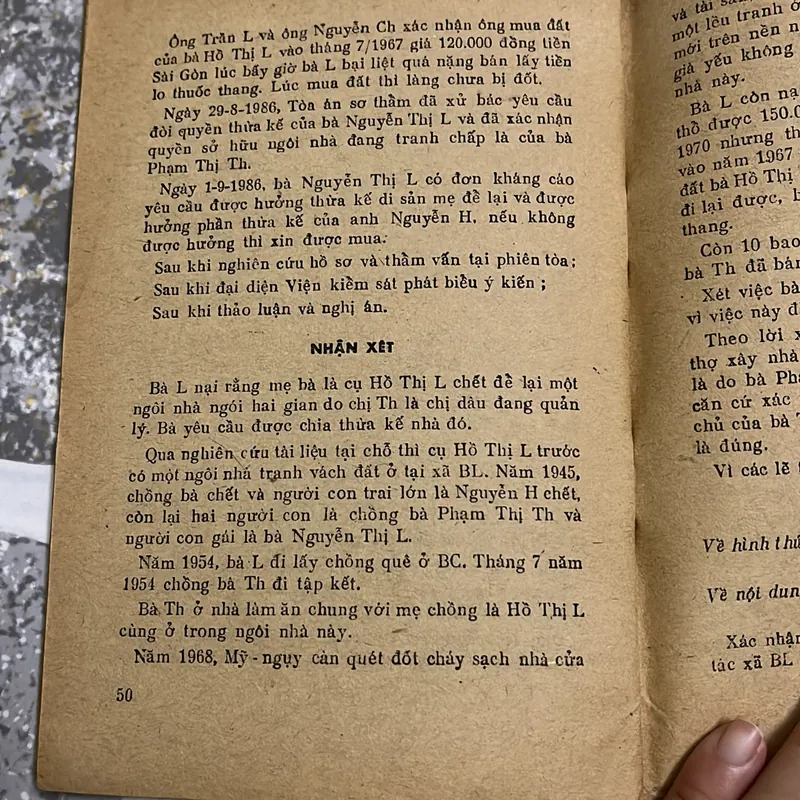 Ông Trần L và ông Nguyễn Ch xác nhận ông mua đất
của bà Hồ Thị L vào tháng 7/1967 giá 120.000 đồng tiền
Sài Gòn lúc bấy giờ bà L bại liệt quá nặng bán lấy tiền
lo thuốc thang. Lúc mua đất thì làng chưa bị đốt.
Ngày 29-8-1986, Tòa án sơ thẩm đã xử bác yêu cầu
đòi quyền thừa kế của bà Nguyễn Thị L và đã xác nhận
quyền sở hữu ngôi nhà đang tranh chấp là của bà
Phạm Thị Th.
Ngày 1-9-1986, bà Nguyễn Thị L có đơn kháng cáo
yêu cầu được hưởng thừa kế di sản mẹ để lại và được
hưởng phần thừa kế của anh Nguyễn H, nếu không
được hưởng thì xin được mua.
Sau khi nghiên cứu hồ sơ và thẩm vấn tại phiên tòa;
Sau khi đại diện Viện kiểm sát phát biểu ý kiến;
Sau khi thảo luận và nghị án.
NHẬN XÉT
Bà L nại rằng mẹ bà là cụ Hồ Thị L chết để lại một
ngôi nhà ngói hai gian do chị Th là chị dâu đang quản
lý. Bà yêu cầu được chia thừa kế nhà đó.
Qua nghiên cứu tài liệu tại chỗ thì cụ Hồ Thị L trước
có một ngôi nhá tranh vách đất ở tại xã BL. Năm 1945,
chồng bà chết và người con trai lớn là Nguyễn H chết,
còn lại hai người con là chồng bà Phạm Thị Th và
người con gái là bà Nguyễn Thị L.
Năm 1954, bà L đi lấy chồng quê ở BC. Tháng 7 năm
1954 chồng bà Th đi tập kết.
Bà Th ở nhà làm ăn chung với mẹ chồng là Hồ Thị L
cùng ở trong ngôi nhà này.
Năm 1968, Mỹ-ngụy càn quét đốt cháy sạch nhà cửa
50
và tài sản
một lều tranh ở
mới trên nền n
già yếu không
nhà này.
Bà L còn nạ
thổ được 150.0
1970 nhưng th
vào năm 1967
đất bà Hồ Thị
đi lại được, b
thang.
Còn 10 bao
bà Th đã bán
Xét việc bà
vì việc này đ
Theo lời x
thợ xây nhà
là do bà Phạ
căn cứ xác
chủ của bà T
là đúng.
Vì các lẽ t
Về hình thứ
Về nội dun
Xác nhận
tác xã BL